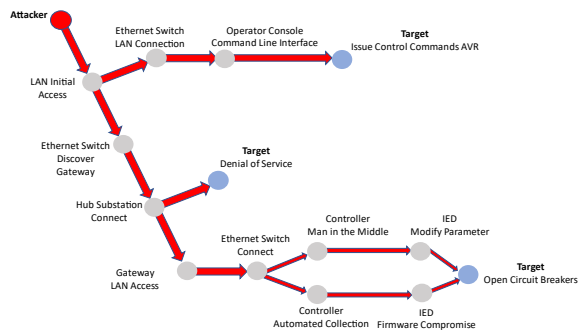 Attacker
Ethernet Switch
LAN Connection
Operator Console
Command Line Interface
Target
Issue Control Commands AVR
LAN Initial
Access
Ethernet Switch
Discover
Gateway
Target
Denial of Service
Hub Substation
Connect
Gateway
LAN Access
Ethernet Switch
Connect
Controller
Man in the Middle
IED
Modify Parameter
Target
Open Circuit Breakers
Controller
Automated Collection
IED
Firmware Compromise